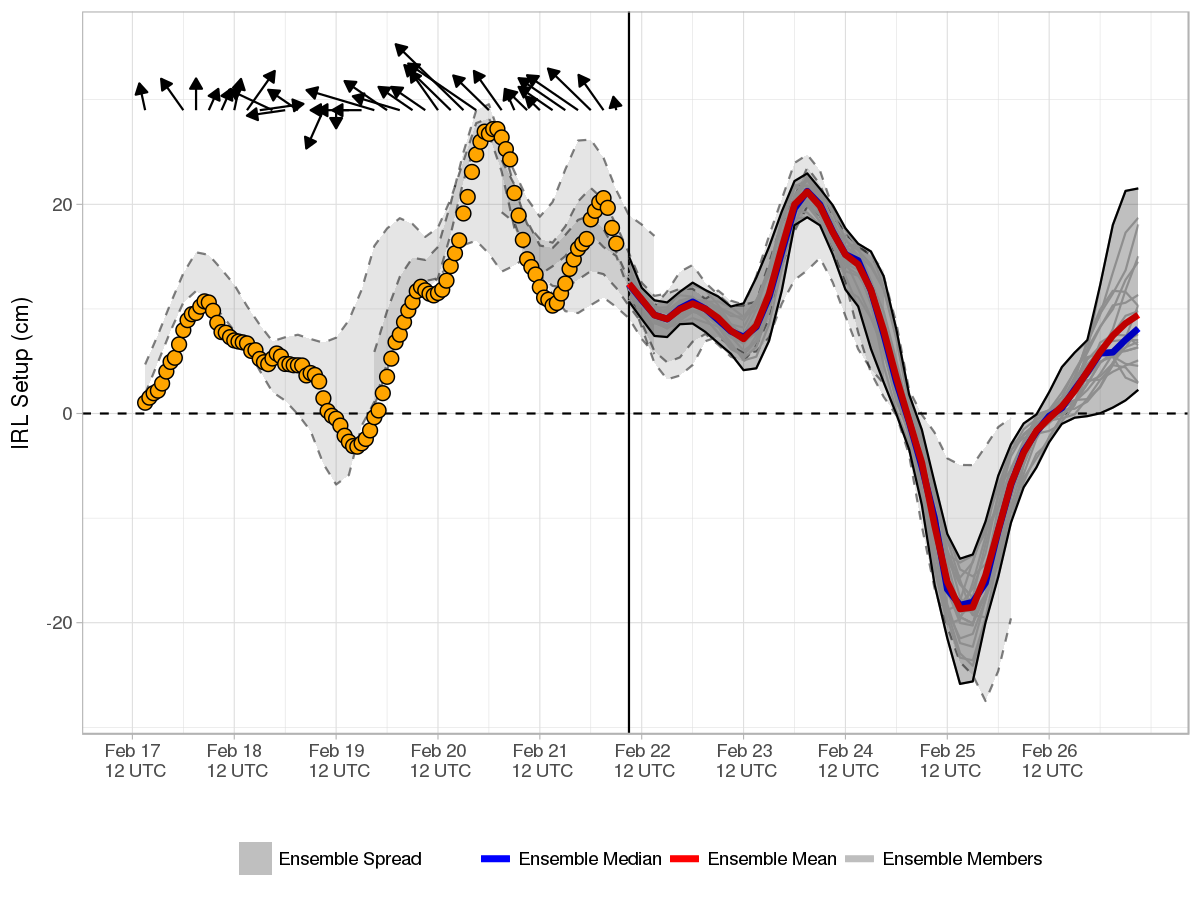 IRL Setup (cm)
20
0
-20
Feb 17 Feb 18 Feb 19 Feb 20 Feb 21 Feb 22 Feb 23 Feb 24 Feb 25 Feb 26
12 UTC 12 UTC 12 UTC 12 UTC 12 UTC 12 UTC 12 UTC 12 UTC 12 UTC 12 UTC
Ensemble Spread Ensemble Median Ensemble Mean Ensemble Members